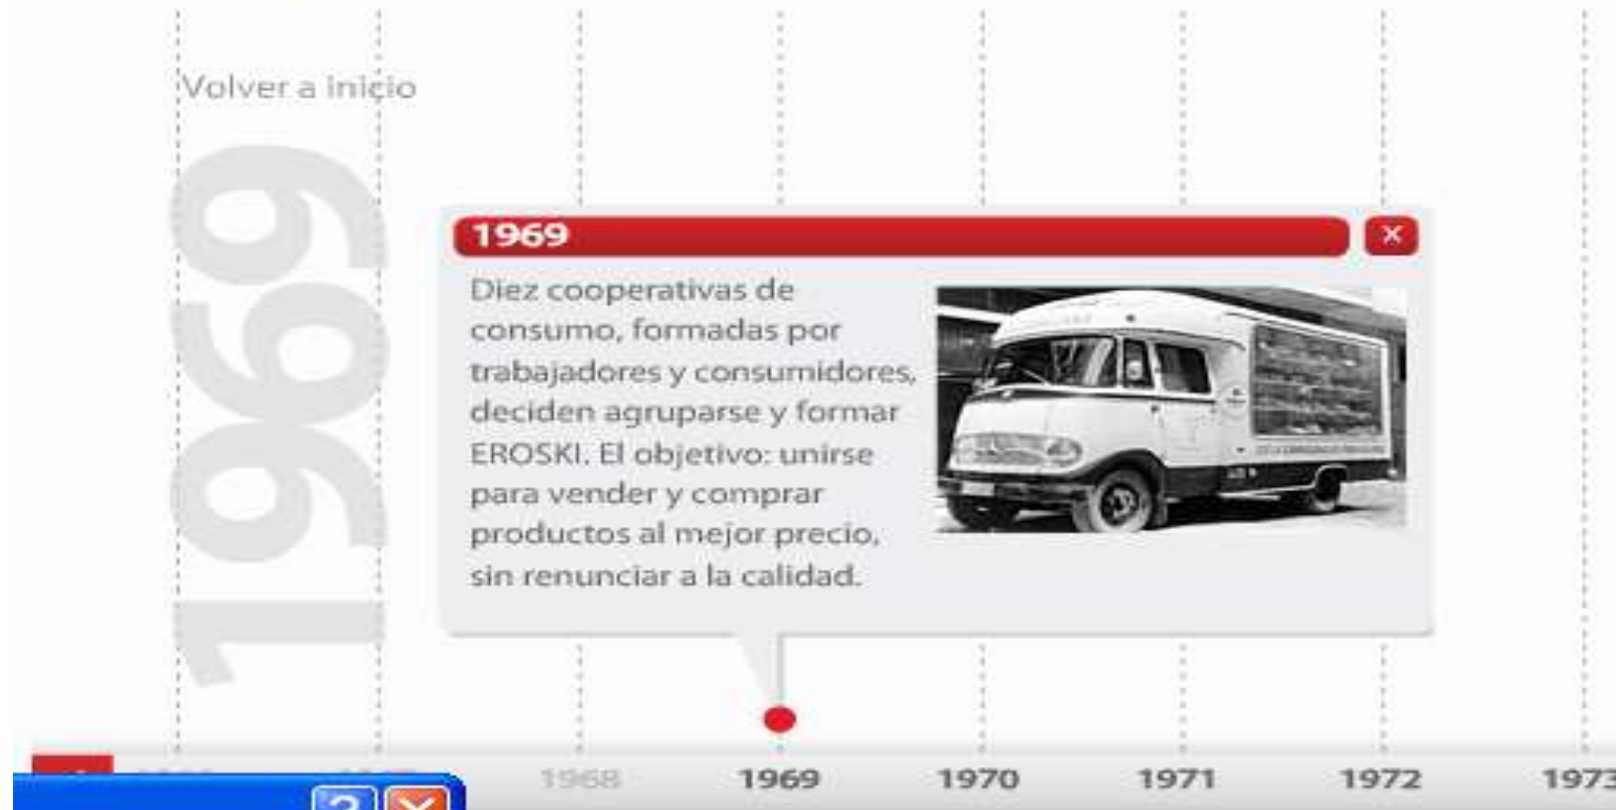 Volver a inicio
1969
1969
×
Diez cooperativas de
consumo, formadas por
trabajadores y consumidores,
deciden agruparse y formar
EROSKI. El objetivo: unirse
para vender y comprar
productos al mejor precio,
sin renunciar a la calidad.
1968 1969 1970 1971 1972 1973
?